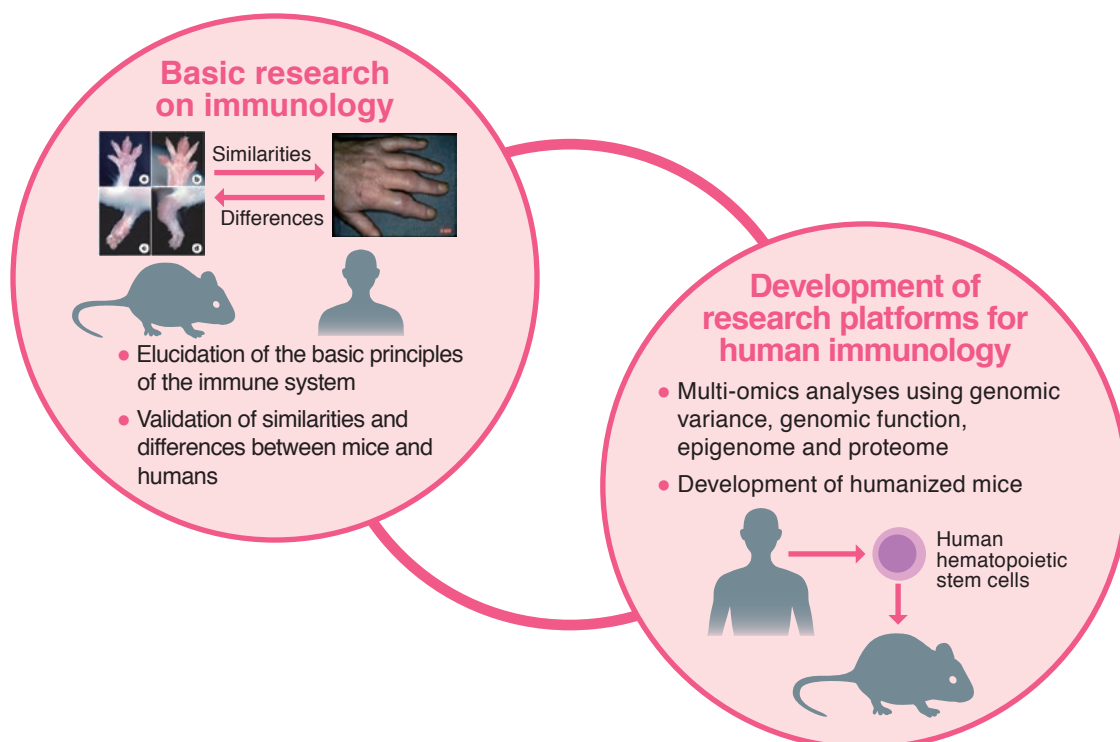 Basic research
on immunology
Similarities
Differences
a
b
c
d
• Elucidation of the basic principles
of the immune system
• Validation of similarities and
differences between mice and
humans
Development of
research platforms for
human immunology
• Multi-omics analyses using genomic
variance, genomic function,
epigenome and proteome
• Development of humanized mice
Human
hematopoietic
stem cells